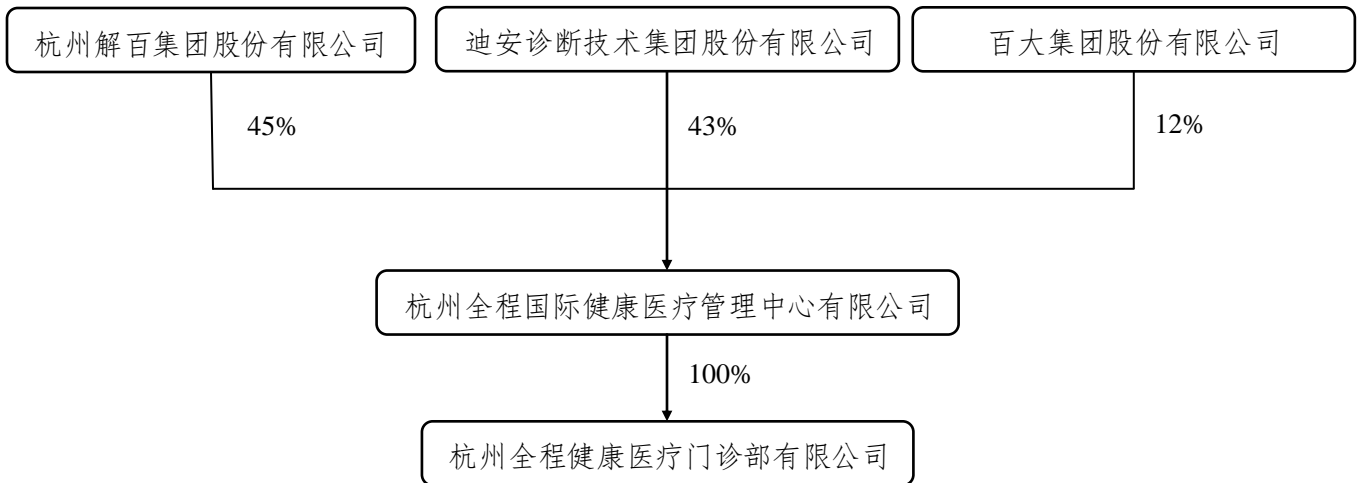 杭州解百集团股份有限公司
迪安诊断技术集团股份有限公司
百大集团股份有限公司
45%
43%
12%
杭州全程国际健康医疗管理中心有限公司
100%
杭州全程健康医疗门诊部有限公司